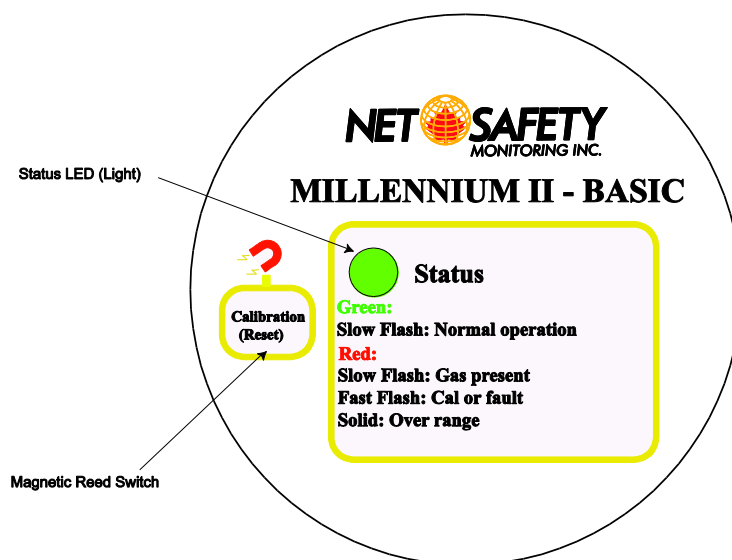 NET SAFETY
MONITORING INC.
Status LED (Light)
MILLENNIUM II - BASIC
Status
Green:
Slow Flash: Normal operation
Calibration
(Reset)
Red:
Slow Flash: Gas present
Fast Flash: Cal or fault
Solid: Over range
Magnetic Reed Switch